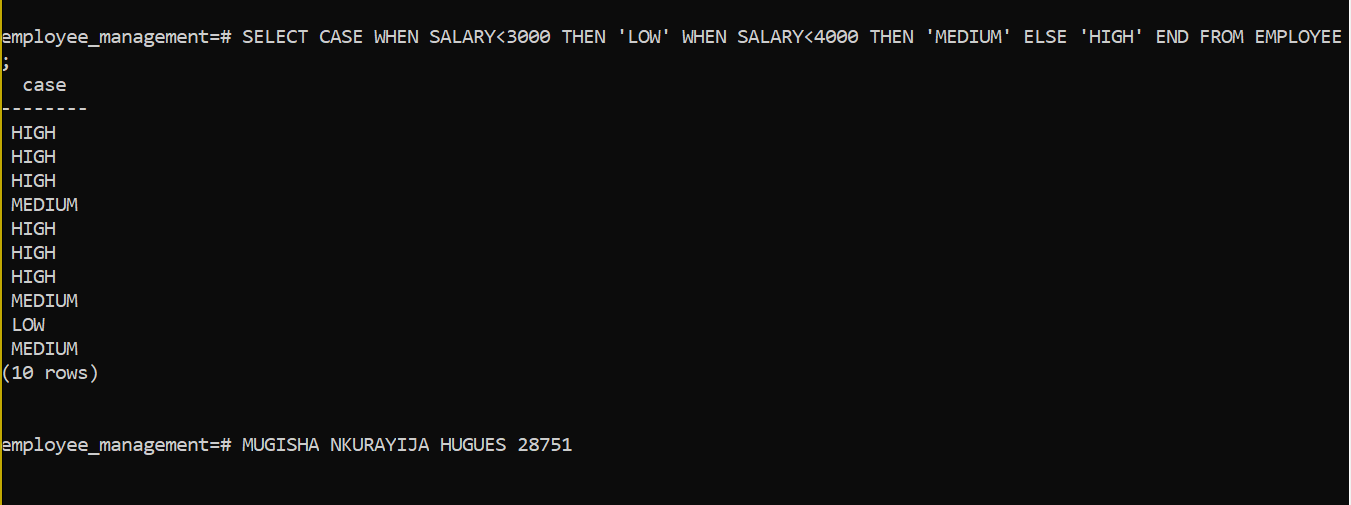 employee_management=# SELECT CASE WHEN SALARY<3000 THEN 'LOW' WHEN SALARY<4000 THEN 'MEDIUM' ELSE 'HIGH' END FROM EMPLOYEE
;
  case
--------
 HIGH
 HIGH
 HIGH
 MEDIUM
 HIGH
 HIGH
 HIGH
 MEDIUM
 LOW
 MEDIUM
(10 rows)
employee_management=# MUGISHA NKURAYIJA HUGUES 28751